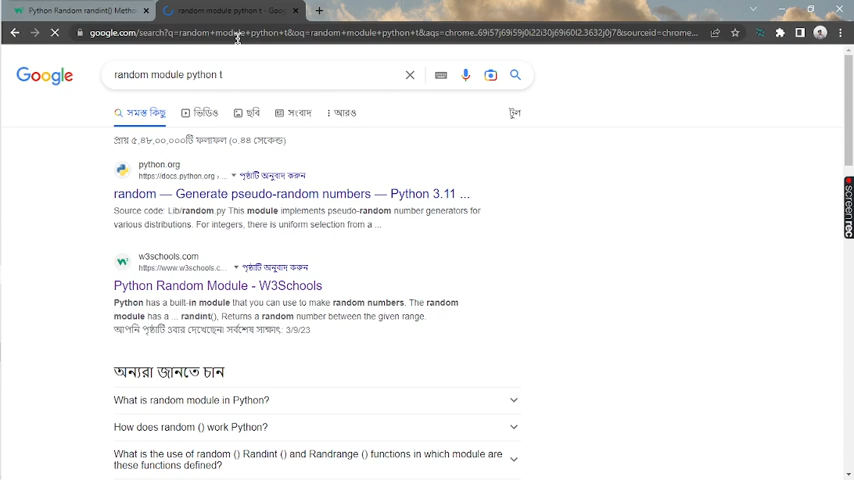 Python Random randint() Metho
random module python t - Goo
google.com/search?q=random+module+python+t&oq=random+module+python+t&aqs=chrome..69i57j69i59j0i22i30j69i60l2.3632j0j7&sourceid=chrome...
Google
random module python t
সমস্ত কিছু ভিডিও ছবি সংবাদ আরও টুল
প্রায় ৫,৪৮,০০,০০০টি ফলাফল (০.৪৪ সেকেন্ড)
python.org
https://docs.python.org › ... পৃষ্ঠাটি অনুবাদ করুন
random — Generate pseudo-random numbers — Python 3.11 ...
Source code: Lib/random.py This module implements pseudo-random number generators for
various distributions. For integers, there is uniform selection from a ...
w3schools.com
https://www.w3schools.c... পৃষ্ঠাটি অনুবাদ করুন
Python Random Module - W3Schools
Python has a built-in module that you can use to make random numbers. The random
module has a ... randint(), Returns a random number between the given range.
আপনি পৃষ্ঠাটি 3বার দেখেছেন। সর্বশেষ সাক্ষাৎ: 3/9/23
অন্যরা জানতে চান
What is random module in Python?
How does random () work Python?
What is the use of random () Randint () and Randrange () functions in which module are
these functions defined?
screenrec